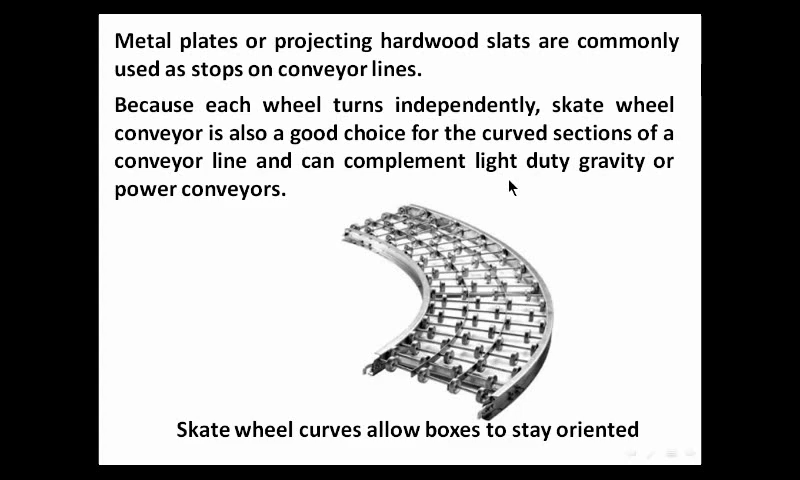 Metal plates or projecting hardwood slats are commonly
used as stops on conveyor lines.
Because each wheel turns independently, skate wheel
conveyor is also a good choice for the curved sections of a
conveyor line and can complement light duty gravity or
power conveyors.
Skate wheel curves allow boxes to stay oriented